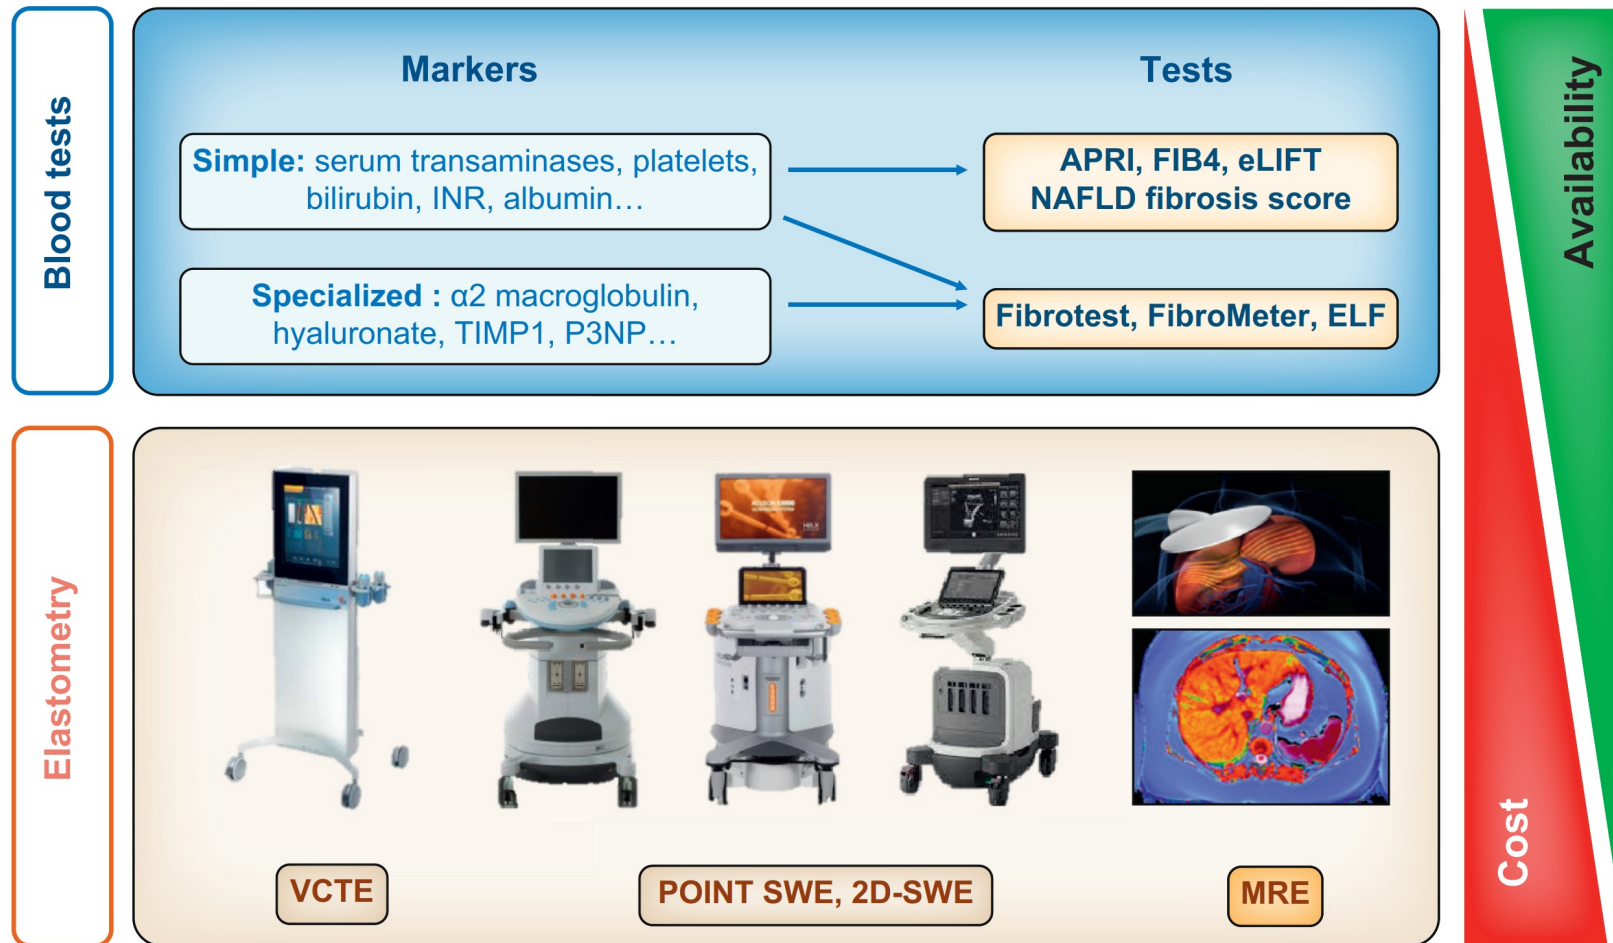 Blood tests
Markers
Tests
Simple: serum transaminases, platelets,
bilirubin, INR, albumin…
APRI, FIB4, eLIFT
NAFLD fibrosis score
Specialized : α2 macroglobulin,
hyaluronate, TIMP1, P3NP…
Fibrotest, FibroMeter, ELF
Availability
Cost
Elastometry
VCTE
POINT SWE, 2D-SWE
MRE